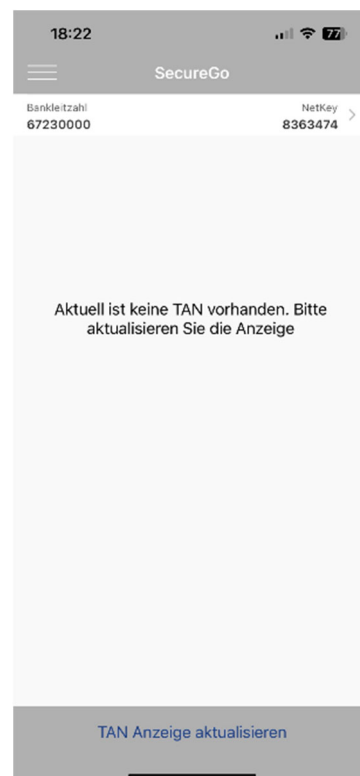 18:22
77
SecureGo
Bankleitzahl
NetKey
67230000
8363474
Aktuell ist keine TAN vorhanden. Bitte
aktualisieren Sie die Anzeige
TAN Anzeige aktualisieren